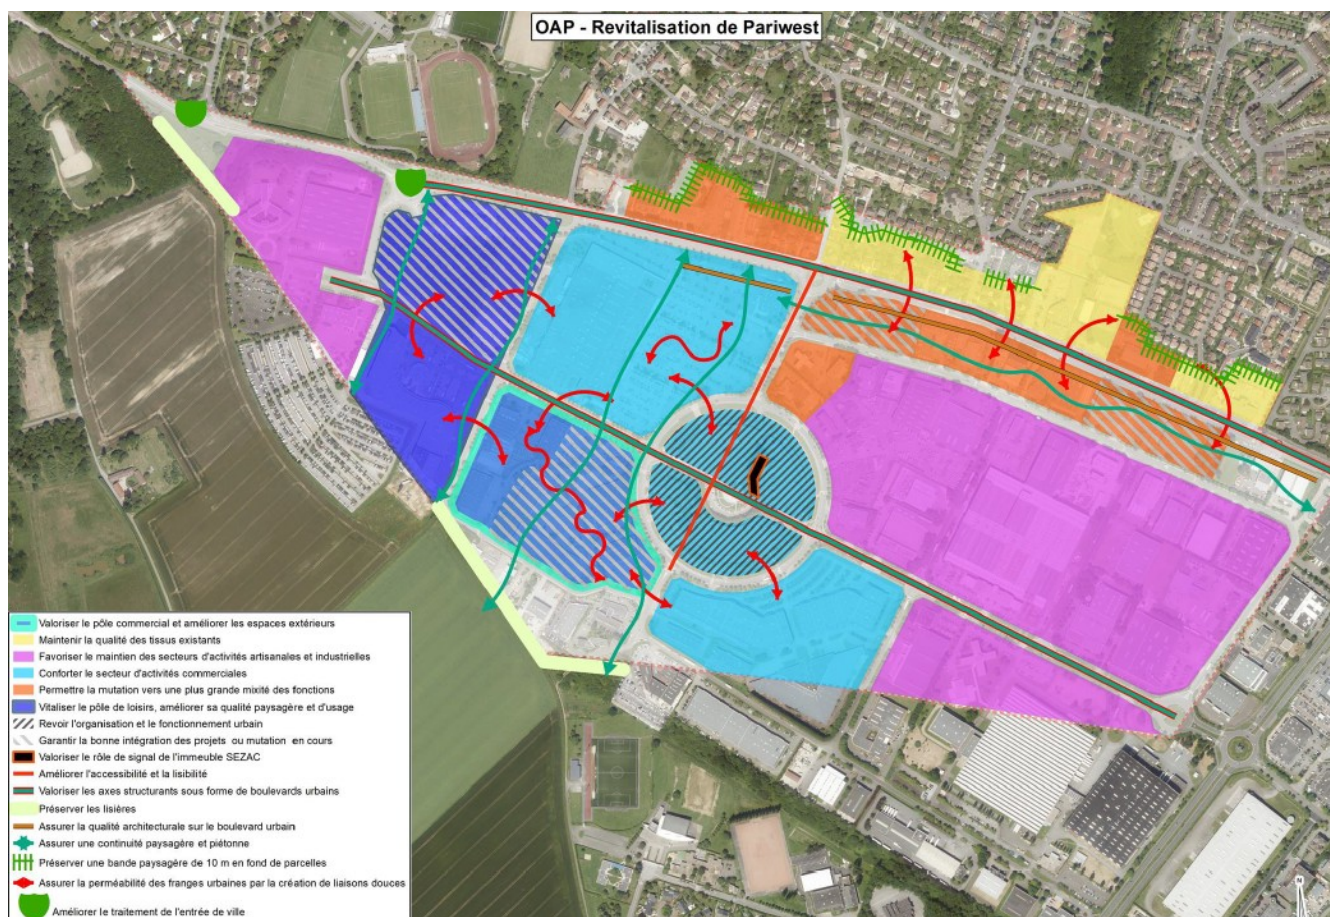 OAP - Revitalisation de Pariwest
Valoriser le pôle commercial et améliorer les espaces extérieurs
Maintenir la qualité des tissus existants
Favoriser le maintien des secteurs d'activités artisanales et industrielles
Conforter le secteur d'activités commerciales
Permettre la mutation vers une plus grande mixité des fonctions
Vitaliser le pôle de loisirs, améliorer sa qualité paysagère et d'usage
Revoir l'organisation et le fonctionnement urbain
Garantir la bonne intégration des projets ou mutation en cours
Valoriser le rôle de signal de l'immeuble SEZAC
Améliorer l'accessibilité et la lisibilité
Valoriser les axes structurants sous forme de boulevards urbains
Préserver les lisières
Assurer la qualité architecturale sur le boulevard urbain
Assurer une continuité paysagère et piétonne
Préserver une bande paysagère de 10 m en fond de parcelles
Assurer la perméabilité des franges urbaines par la création de liaisons douces
Améliorer le traitement de l'entrée de ville
N